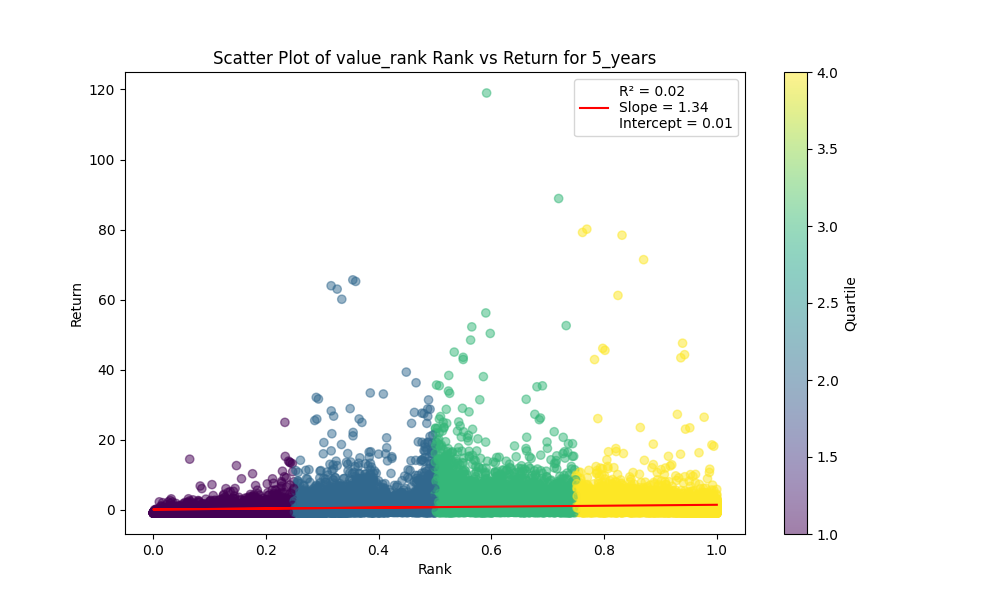 Scatter Plot of value_rank Rank vs Return for 5_years
R² = 0.02
Slope = 1.34
Intercept = 0.01
120
100
80
60
40
20
0
Return
0.0 0.2 0.4 0.6 0.8 1.0
Rank
4.0
3.5
3.0
2.5
2.0
1.5
1.0
Quartile